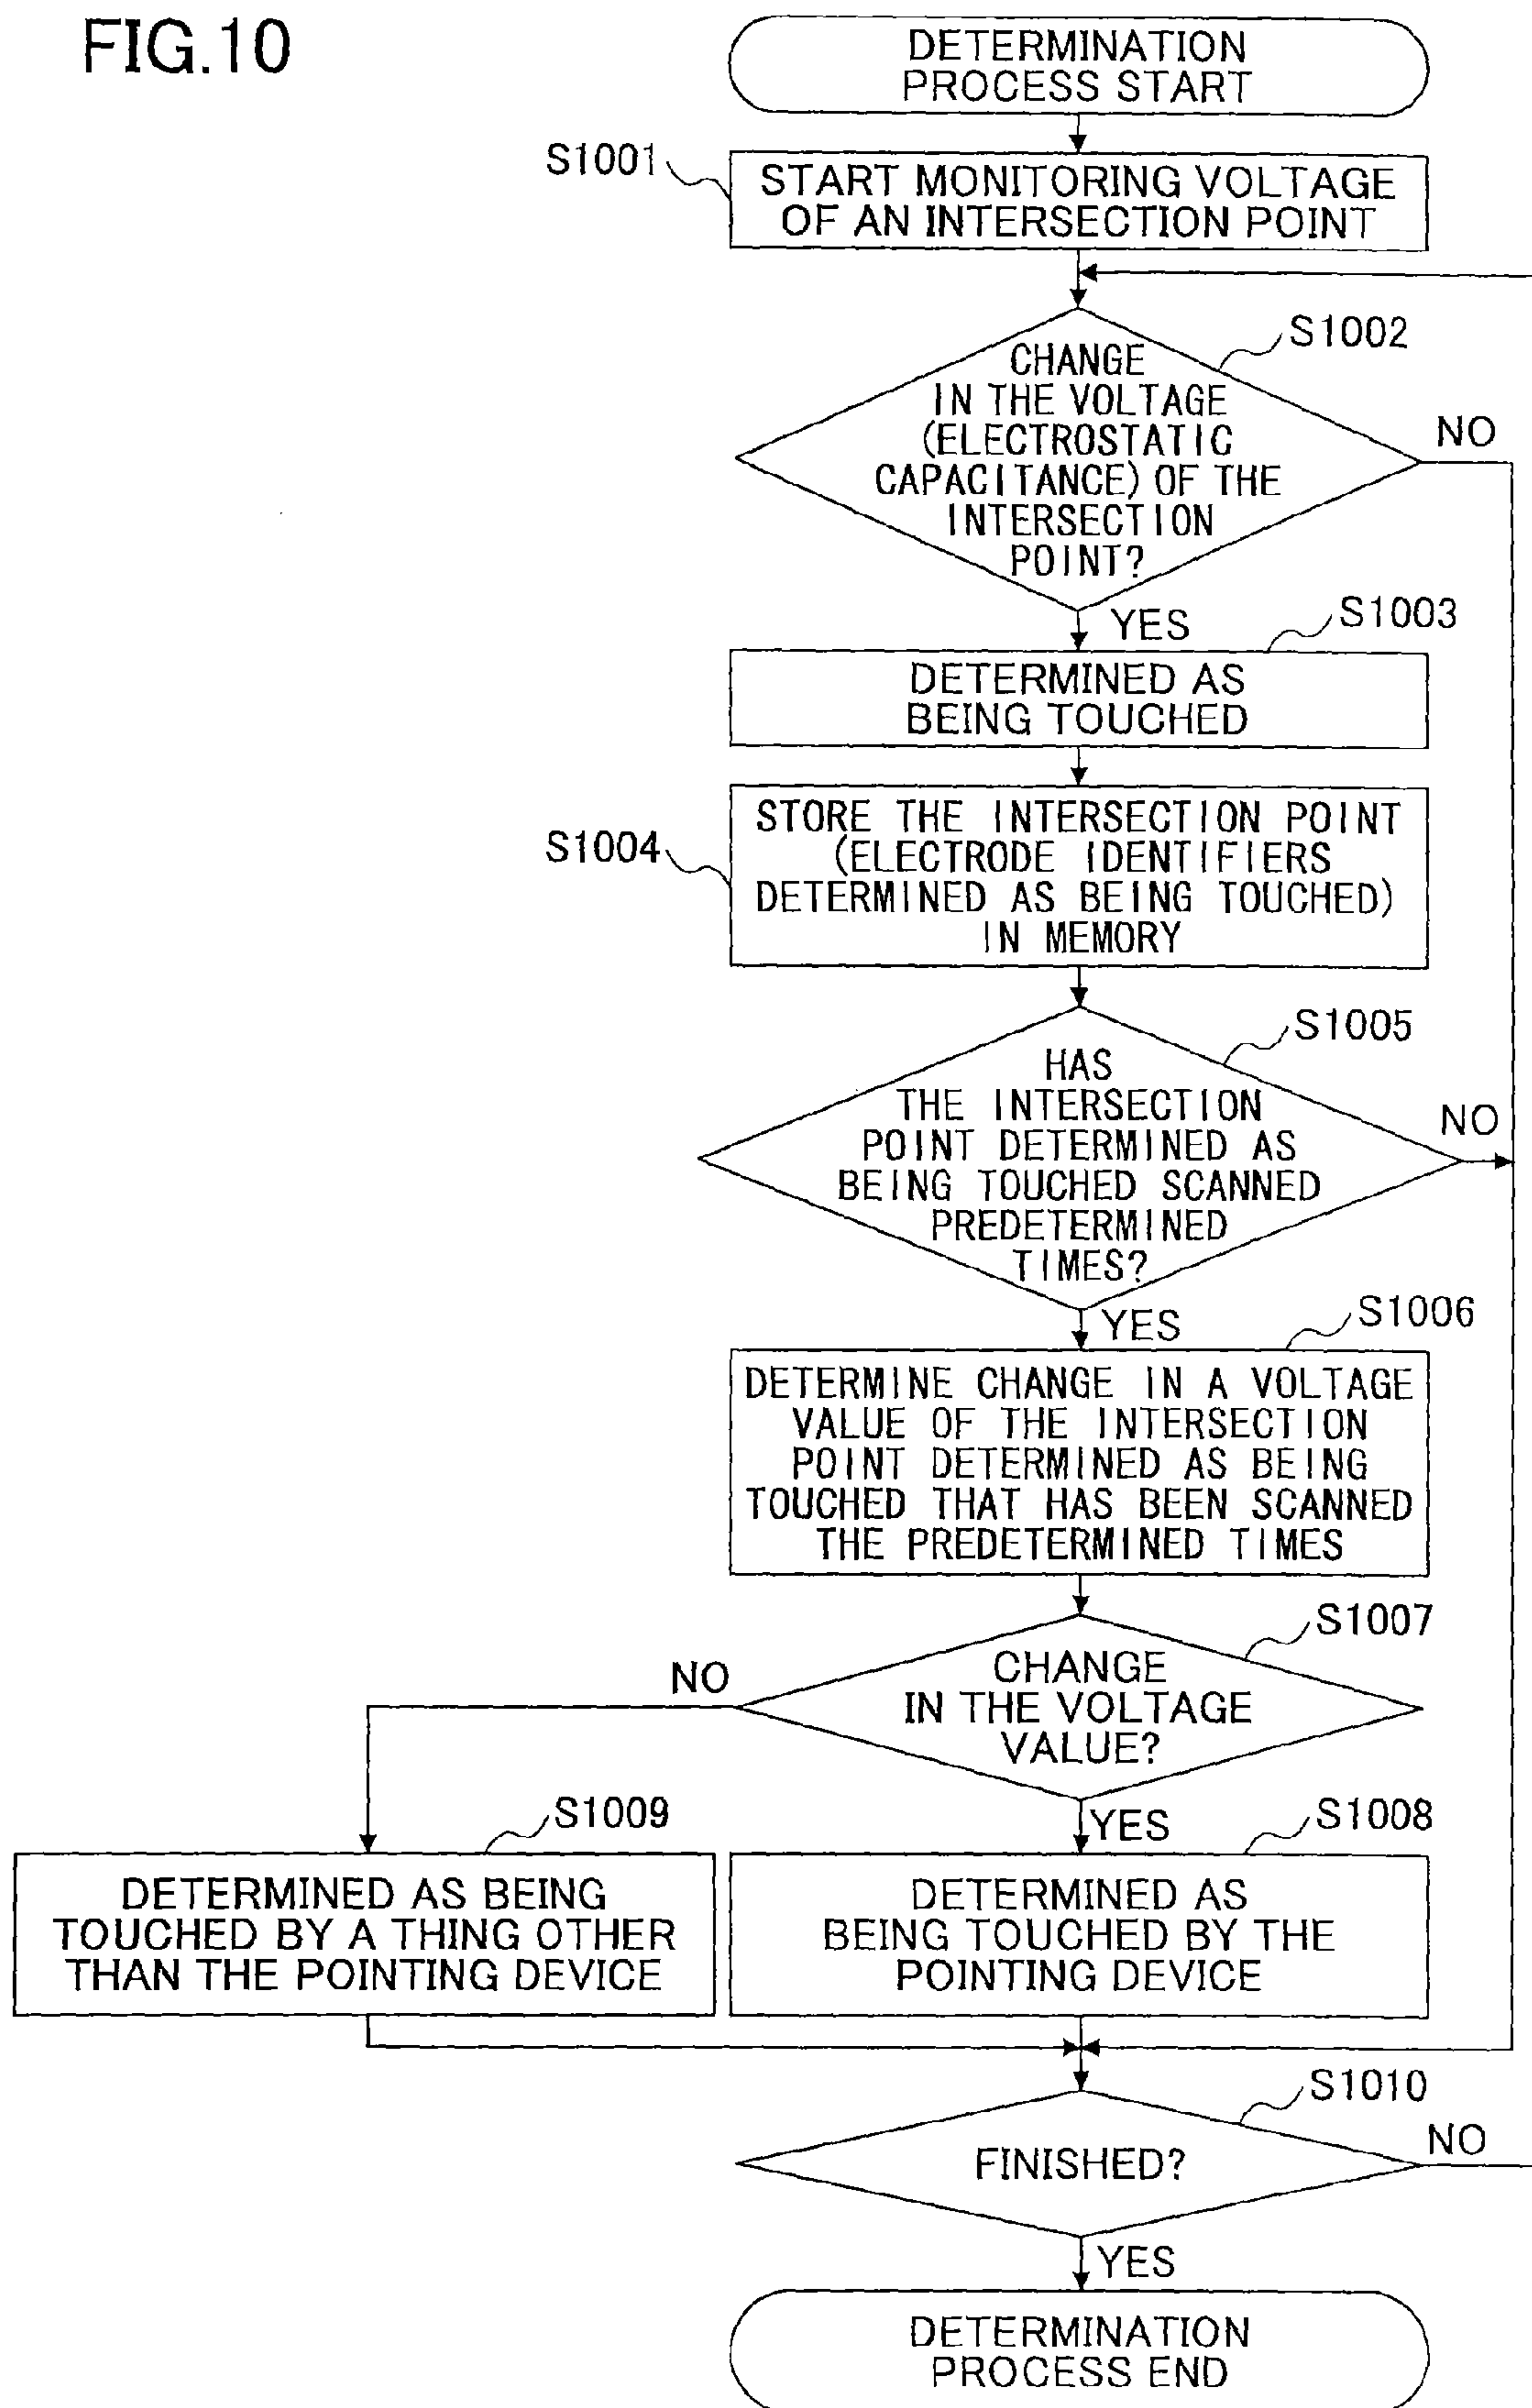 FIG.10
DETERMINATION
PROCESS START
S1001
START MONITORING VOLTAGE
OF AN INTERSECTION POINT
S1002
CHANGE
IN THE VOLTAGE
(ELECTROSTATIC
CAPACITANCE) OF THE
INTERSECTION
POINT?
NO
YES
S1003
DETERMINED AS
BEING TOUCHED
S1004
STORE THE INTERSECTION POINT
(ELECTRODE IDENTIFIERS
DETERMINED AS BEING TOUCHED)
IN MEMORY
S1005
HAS
THE INTERSECTION
POINT DETERMINED AS
BEING TOUCHED SCANNED
PREDETERMINED
TIMES?
NO
YES
S1006
DETERMINE CHANGE IN A VOLTAGE
VALUE OF THE INTERSECTION
POINT DETERMINED AS BEING
TOUCHED THAT HAS BEEN SCANNED
THE PREDETERMINED TIMES
S1007
CHANGE
IN THE VOLTAGE
VALUE?
NO
YES
S1009
DETERMINED AS BEING
TOUCHED BY A THING OTHER
THAN THE POINTING DEVICE
S1008
DETERMINED AS
BEING TOUCHED BY THE
POINTING DEVICE
S1010
FINISHED?
NO
YES
DETERMINATION
PROCESS END